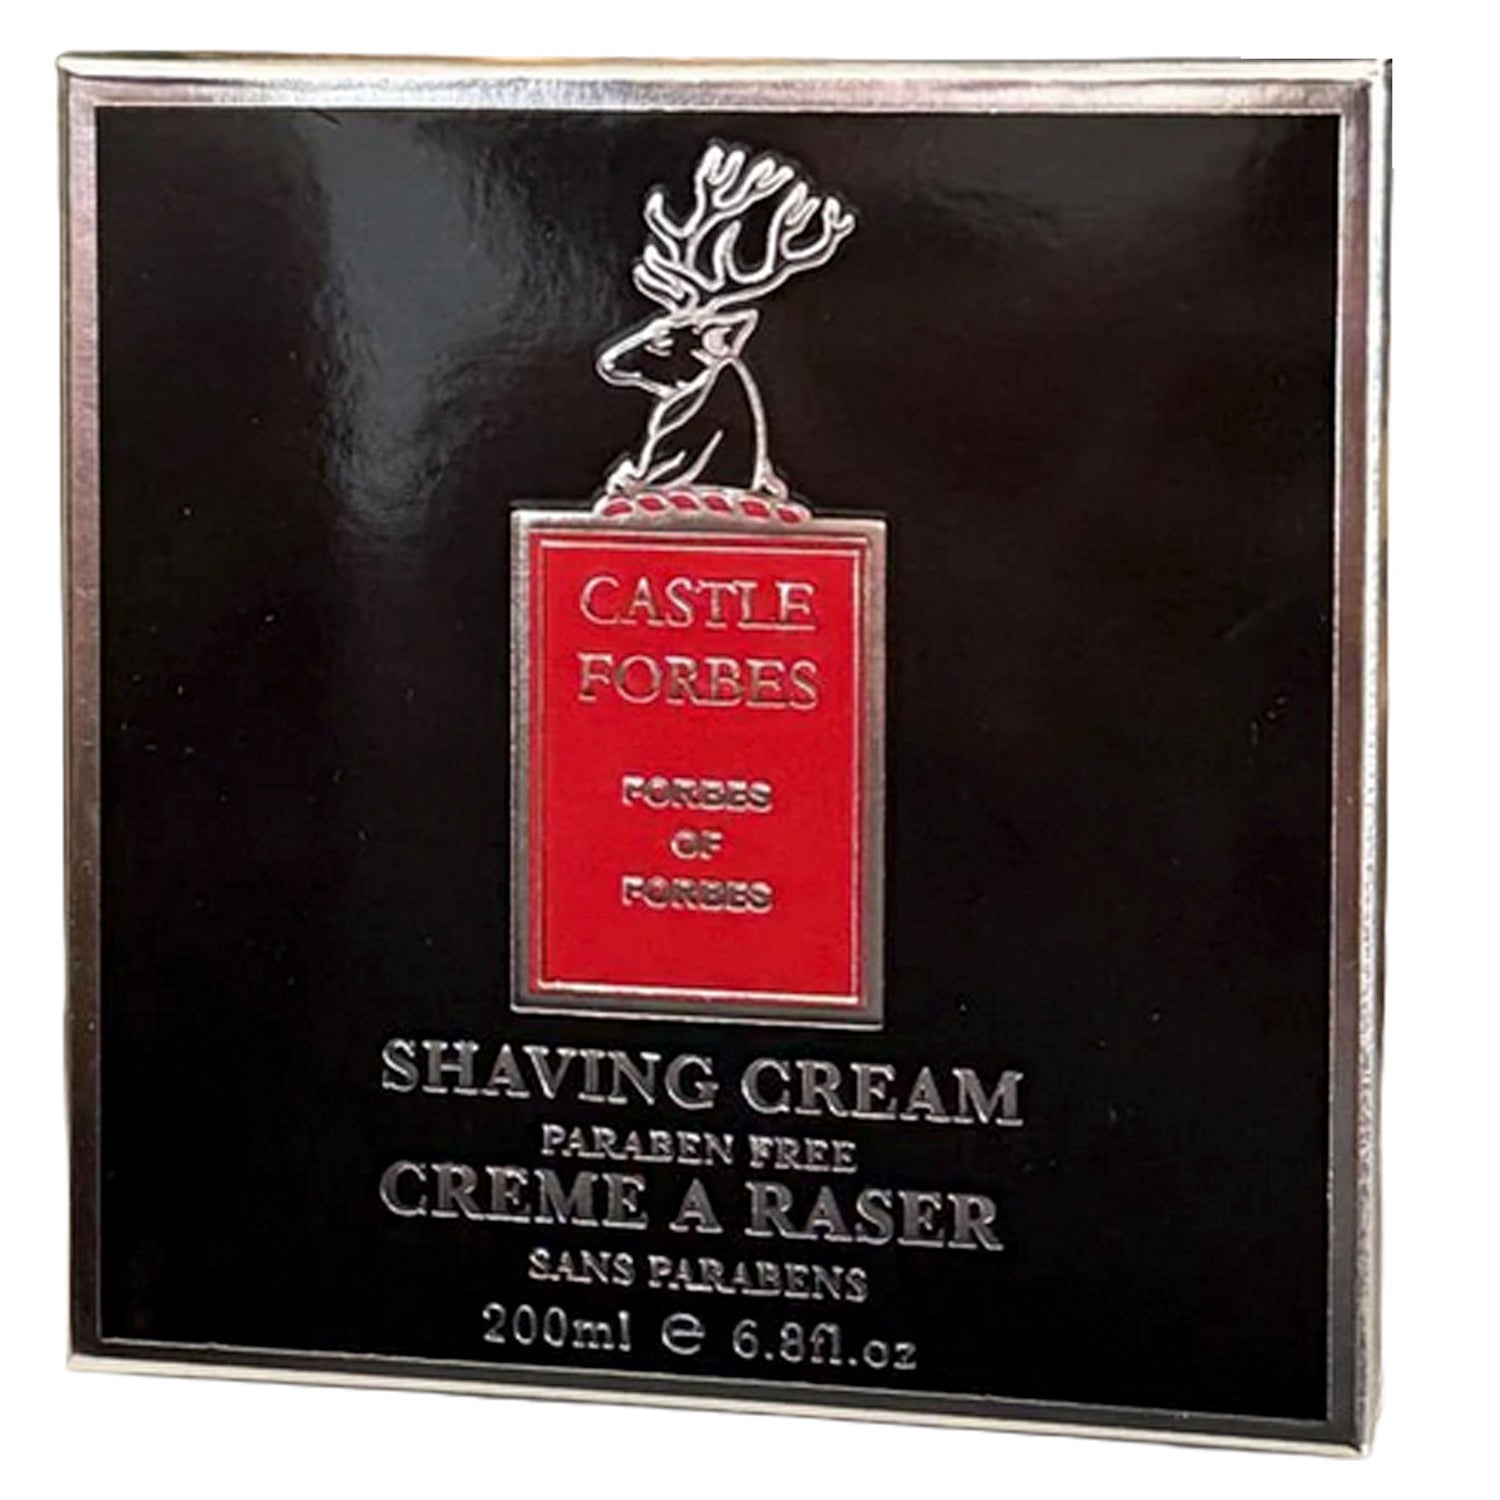 CASTLE
FORBES
FORBES
OF
FORBES
SHAVING CREAM
PARABEN FREE
CREME A RASER
SANS PARABENS
200ml ℮ 6.8fl.oz